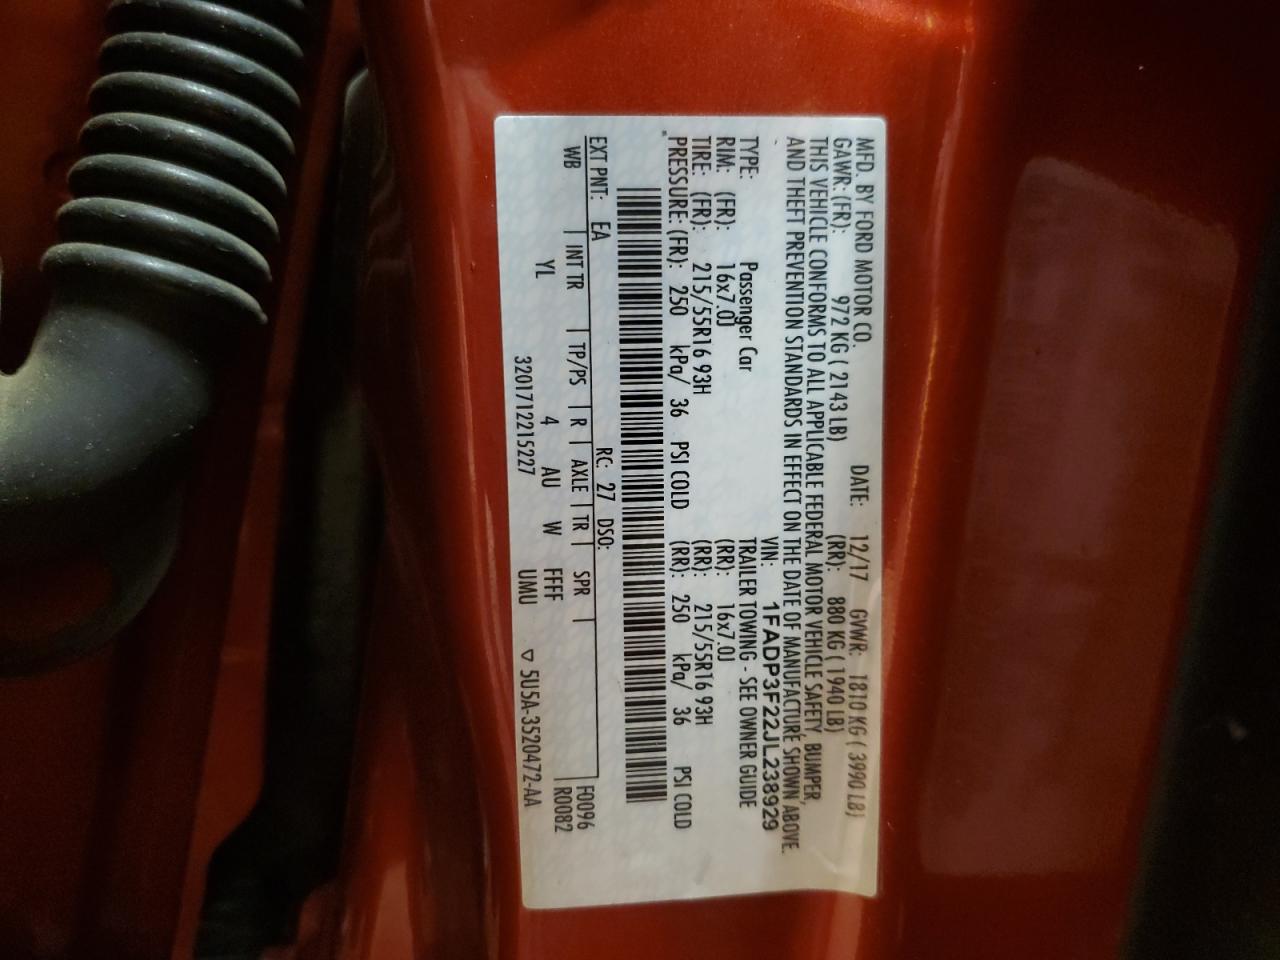 MFD. BY FORD MOTOR CO.
DATE: 12/17 GVWR: 1810 KG ( 3990 LB)
GAWR: (FR): 972 KG ( 2143 LB) (RR): 880 KG ( 1940 LB)
THIS VEHICLE CONFORMS TO ALL APPLICABLE FEDERAL MOTOR VEHICLE SAFETY, BUMPER,
AND THEFT PREVENTION STANDARDS IN EFFECT ON THE DATE OF MANUFACTURE SHOWN ABOVE.
VIN: 1FADP3F22JL238929
TYPE: Passenger Car TRAILER TOWING - SEE OWNER GUIDE
RIM: (FR): 16x7.0J (RR): 16x7.0J
TIRE: (FR): 215/55R16 93H (RR): 215/55R16 93H
PRESSURE: (FR): 250 kPa/ 36 PSI COLD (RR): 250 kPa/ 36 PSI COLD
EXT PNT: EA RC: 27 DSO:
WB | INT TR | TP/PS | R | AXLE | TR | SPR |
F0096
YL 4 AU W FFFF
R0082
3201712215227 UMU ▽ 5U5A-3520472-AA